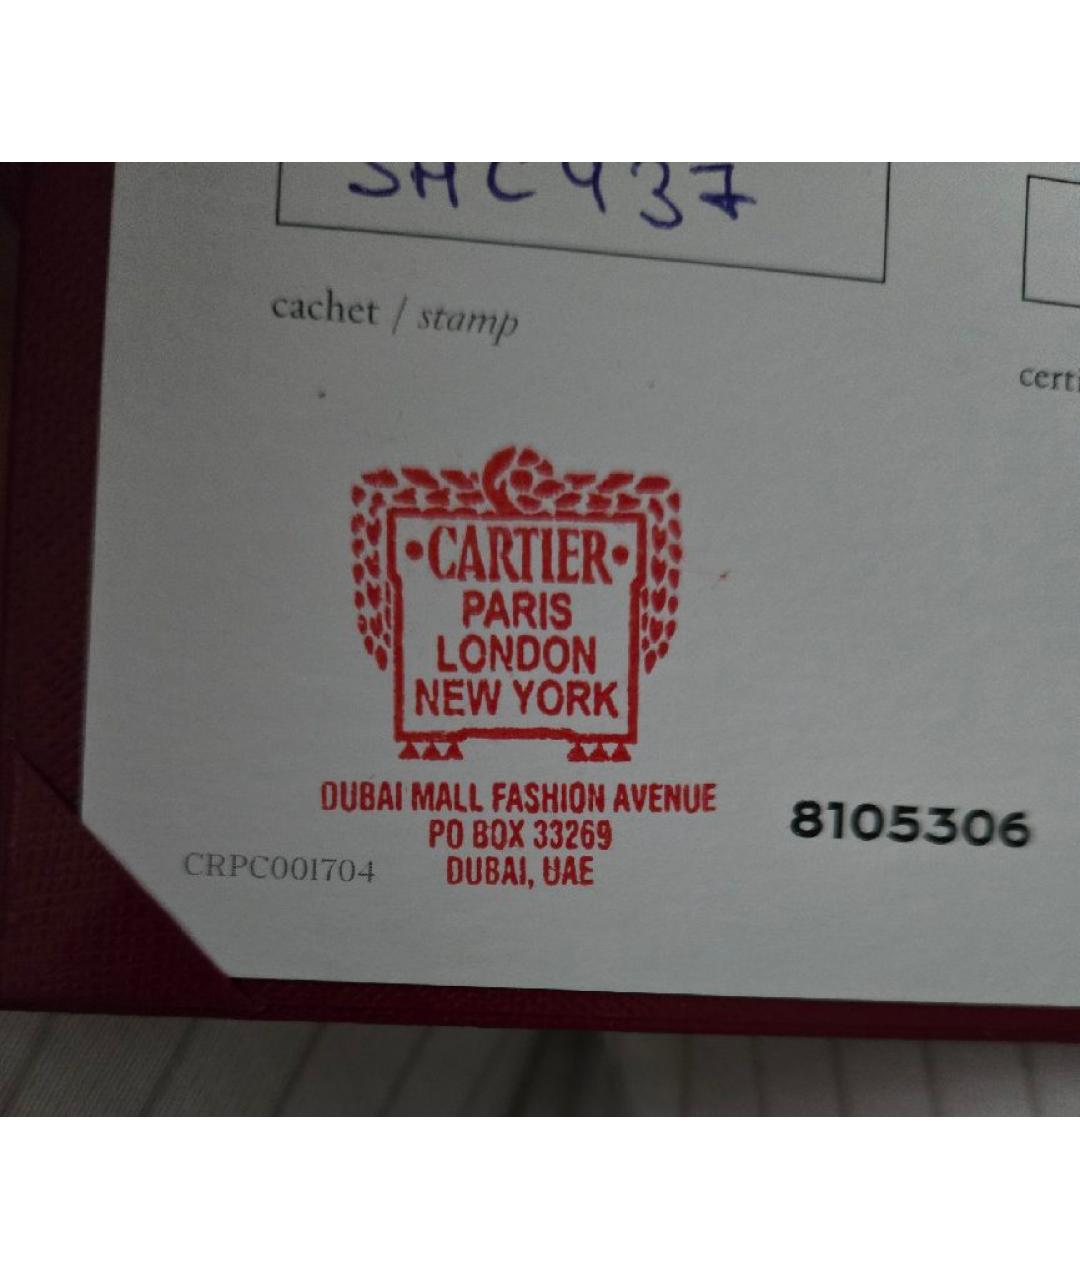 SHC437
cachet / stamp
certi
• CARTIER •
PARIS
LONDON
NEW YORK
DUBAI MALL FASHION AVENUE
PO BOX 33269
DUBAI, UAE
8105306
CRPC001704